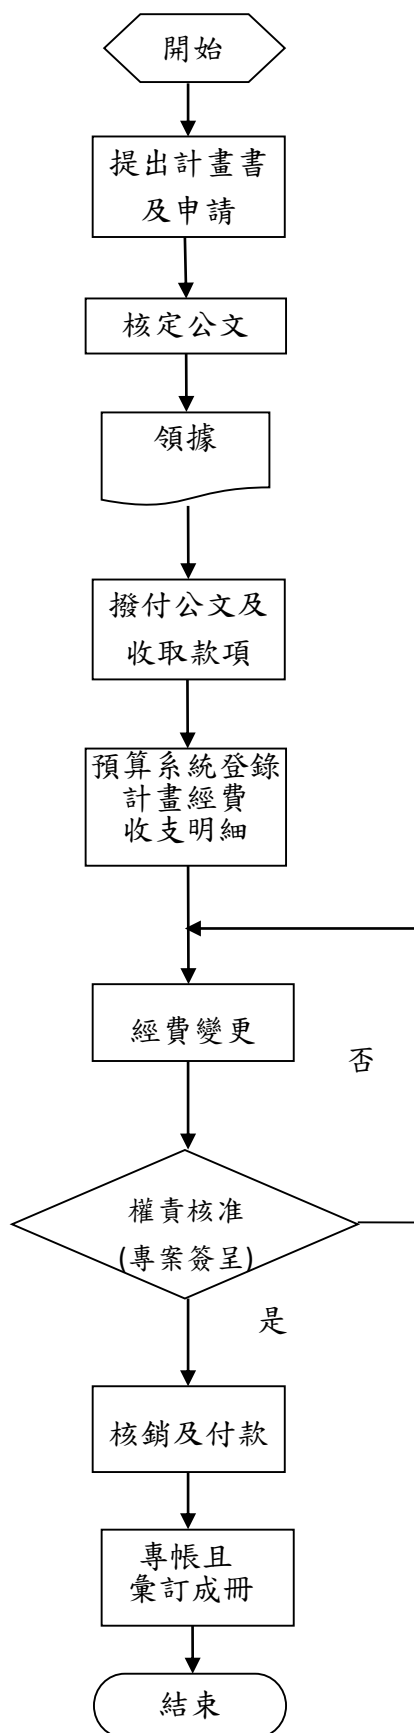 開始
提出計畫書
及申請
核定公文
領據
撥付公文及
收取款項
預算系統登錄
計畫經費
收支明細
經費變更
否
權責核准
(專案簽呈)
是
核銷及付款
專帳且
彙訂成冊
結束